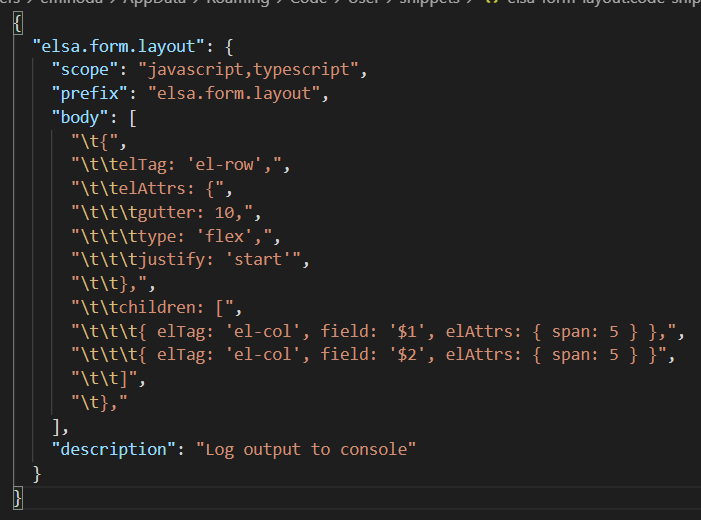 ers > eminoda > AppData > Roaming > Code > User > snippets > {} elsa-form-layout.code-snip
{
  "elsa.form.layout": {
    "scope": "javascript,typescript",
    "prefix": "elsa.form.layout",
    "body": [
      "\t{",
      "\t\telTag: 'el-row',",
      "\t\telAttrs: {",
      "\t\t\tgutter: 10,",
      "\t\t\ttype: 'flex',",
      "\t\t\tjustify: 'start'",
      "\t\t},",
      "\t\tchildren: [",
      "\t\t\t{ elTag: 'el-col', field: '$1', elAttrs: { span: 5 } },",
      "\t\t\t{ elTag: 'el-col', field: '$2', elAttrs: { span: 5 } }",
      "\t\t]",
      "\t},"
    ],
    "description": "Log output to console"
  }
}